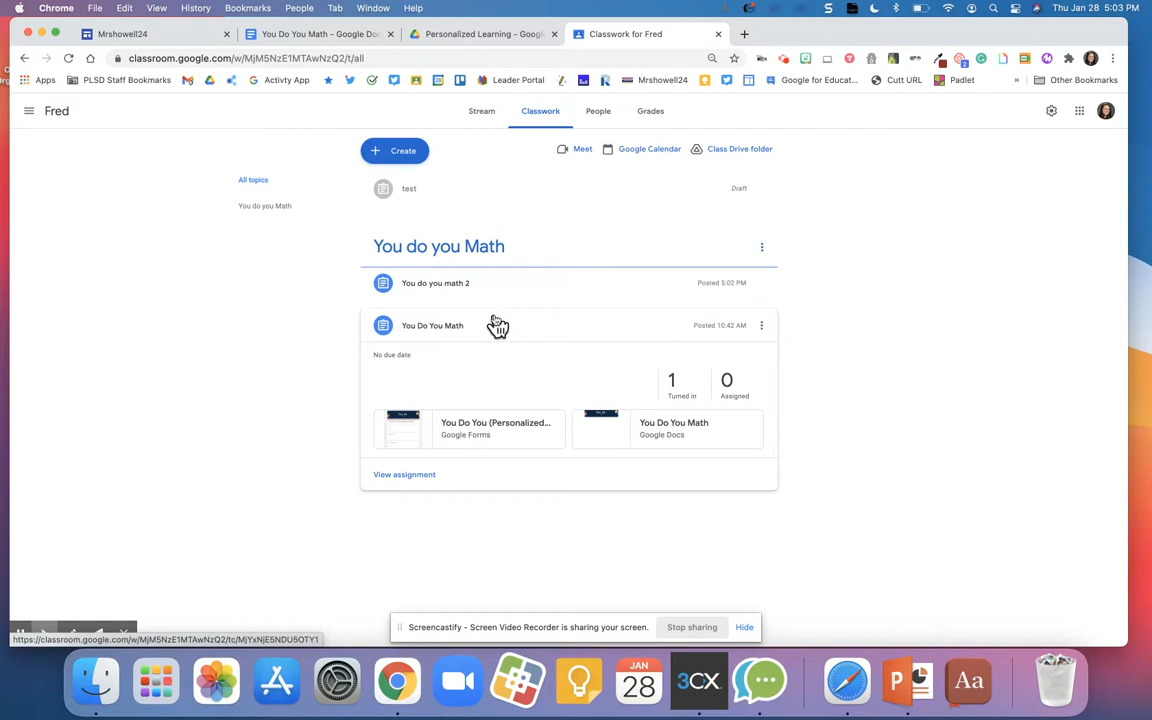 Chrome File Edit View History Bookmarks People Tab Window Help Thu Jan 28 5:03 PM
Mrshowell24 You Do You Math - Google Doc Personalized Learning - Google Classwork for Fred
classroom.google.com/w/MjM5NzE1MTAwNzQ2/t/all
Apps PLSD Staff Bookmarks Activty App Leader Portal Mrshowell24 Google for Educat... Cutt URL Padlet » Other Bookmarks
Fred Stream Classwork People Grades
Create Meet Google Calendar Class Drive folder
All topics
test Draft
You do you Math
You do you Math
You do you math 2 Posted 5:02 PM
You Do You Math Posted 10:42 AM
No due date
1 0
Turned in Assigned
You Do You (Personalized... You Do You Math
Google Forms Google Docs
View assignment
Screencastify - Screen Video Recorder is sharing your screen. Stop sharing Hide
https://classroom.google.com/w/MjM5NzE1MTAwNzQ2/tc/MjYxNjE5NDU5OTY1
JAN
28
3CX
Aa